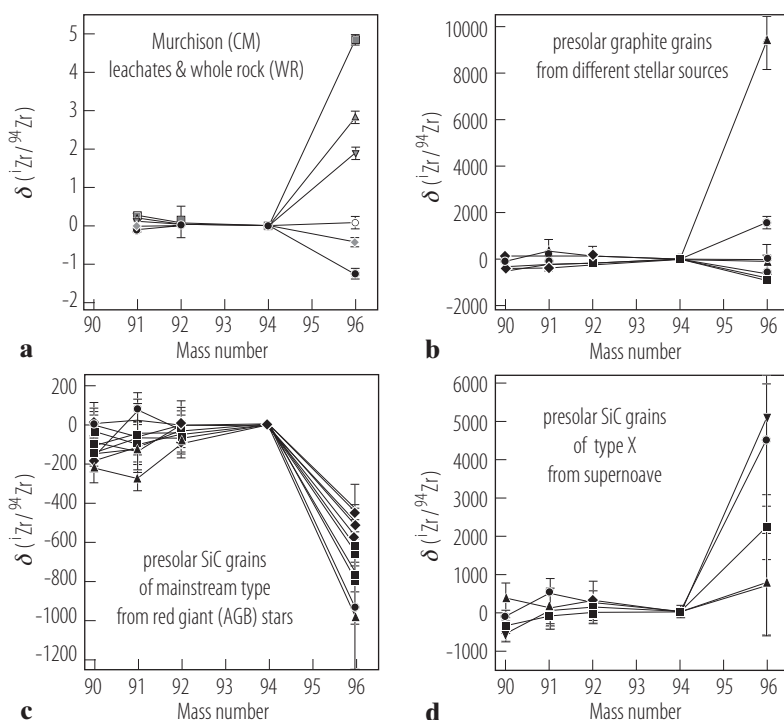 Murchison (CM)
leachates & whole rock (WR)
δ (ⁱZr/⁹⁴Zr)
5
4
3
2
1
0
-1
-2
90 91 92 93 94 95 96
a Mass number
presolar graphite grains
from different stellar sources
δ (ⁱZr/⁹⁴Zr)
10000
8000
6000
4000
2000
0
-2000
90 91 92 93 94 95 96
b Mass number
presolar SiC grains
of mainstream type
from red giant (AGB) stars
δ (ⁱZr/⁹⁴Zr)
200
0
-200
-400
-600
-800
-1000
-1200
90 91 92 93 94 95 96
c Mass number
presolar SiC grains
of type X
from supernoave
δ (ⁱZr/⁹⁴Zr)
6000
5000
4000
3000
2000
1000
0
-1000
90 91 92 93 94 95 96
d Mass number